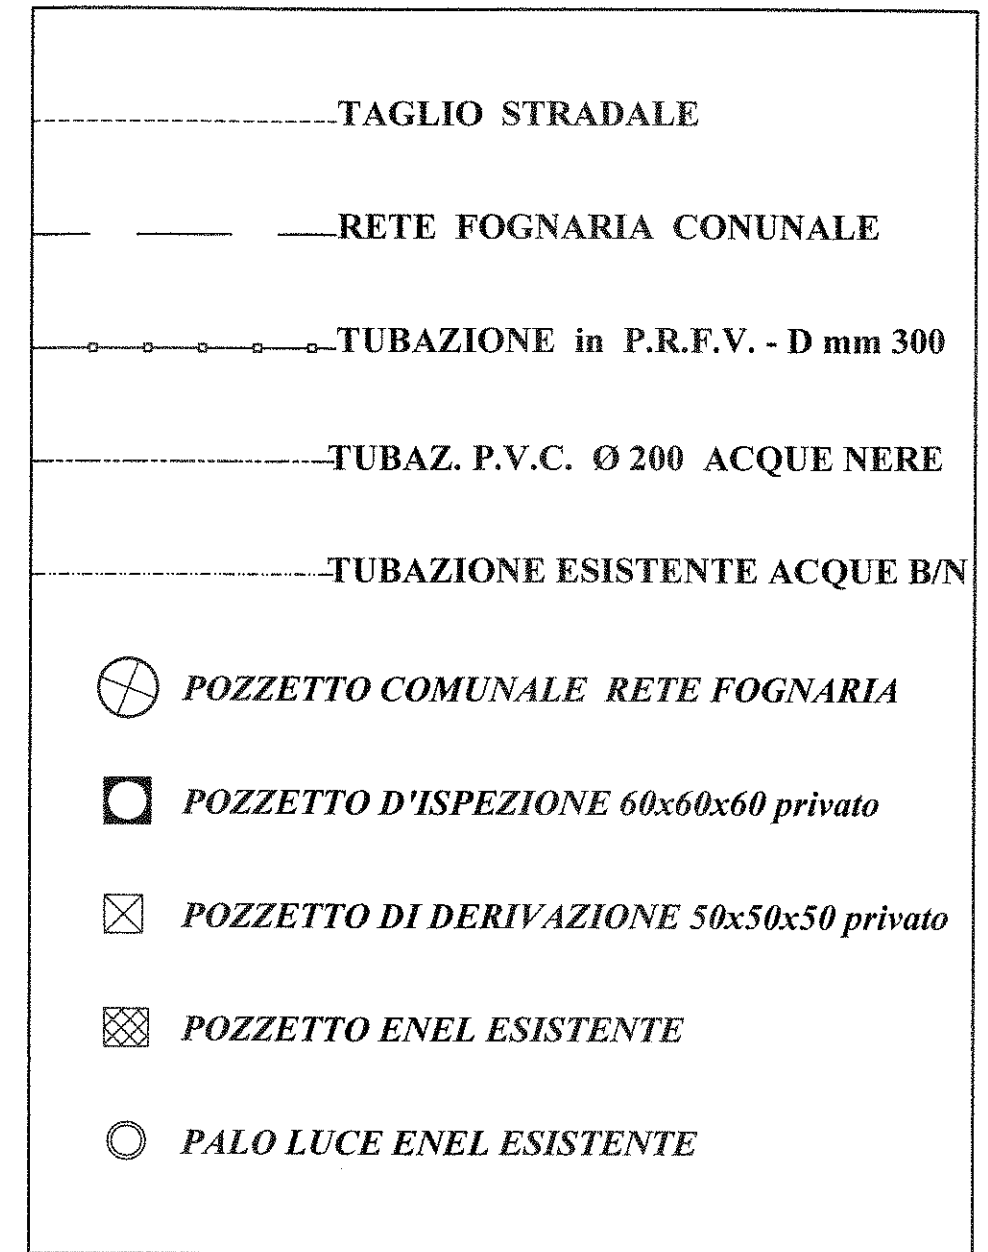 TAGLIO STRADALE
RETE FOGNARIA CONUNALE
TUBAZIONE in P.R.F.V. - D mm 300
TUBAZ. P.V.C. Ø 200 ACQUE NERE
TUBAZIONE ESISTENTE ACQUE B/N
POZZETTO COMUNALE RETE FOGNARIA
POZZETTO D'ISPEZIONE 60x60x60 privato
POZZETTO DI DERIVAZIONE 50x50x50 privato
POZZETTO ENEL ESISTENTE
PALO LUCE ENEL ESISTENTE